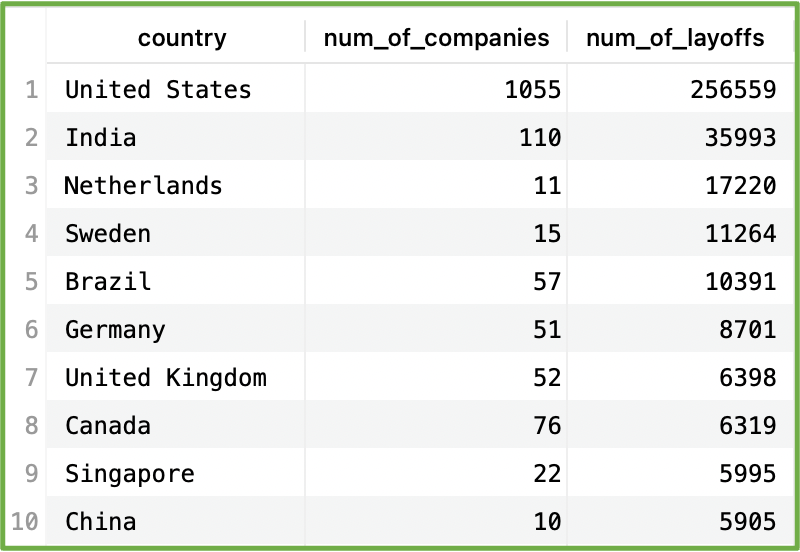 country num_of_companies num_of_layoffs
1 United States 1055 256559
2 India 110 35993
3 Netherlands 11 17220
4 Sweden 15 11264
5 Brazil 57 10391
6 Germany 51 8701
7 United Kingdom 52 6398
8 Canada 76 6319
9 Singapore 22 5995
10 China 10 5905